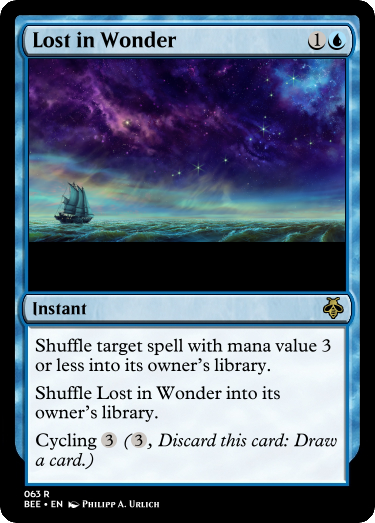 Lost in Wonder 1
Instant
Shuffle target spell with mana value 3
or less into its owner's library.
Shuffle Lost in Wonder into its
owner's library.
Cycling 3 (3, Discard this card: Draw
a card.)
063 R
BEE • EN Philipp A. Urlich